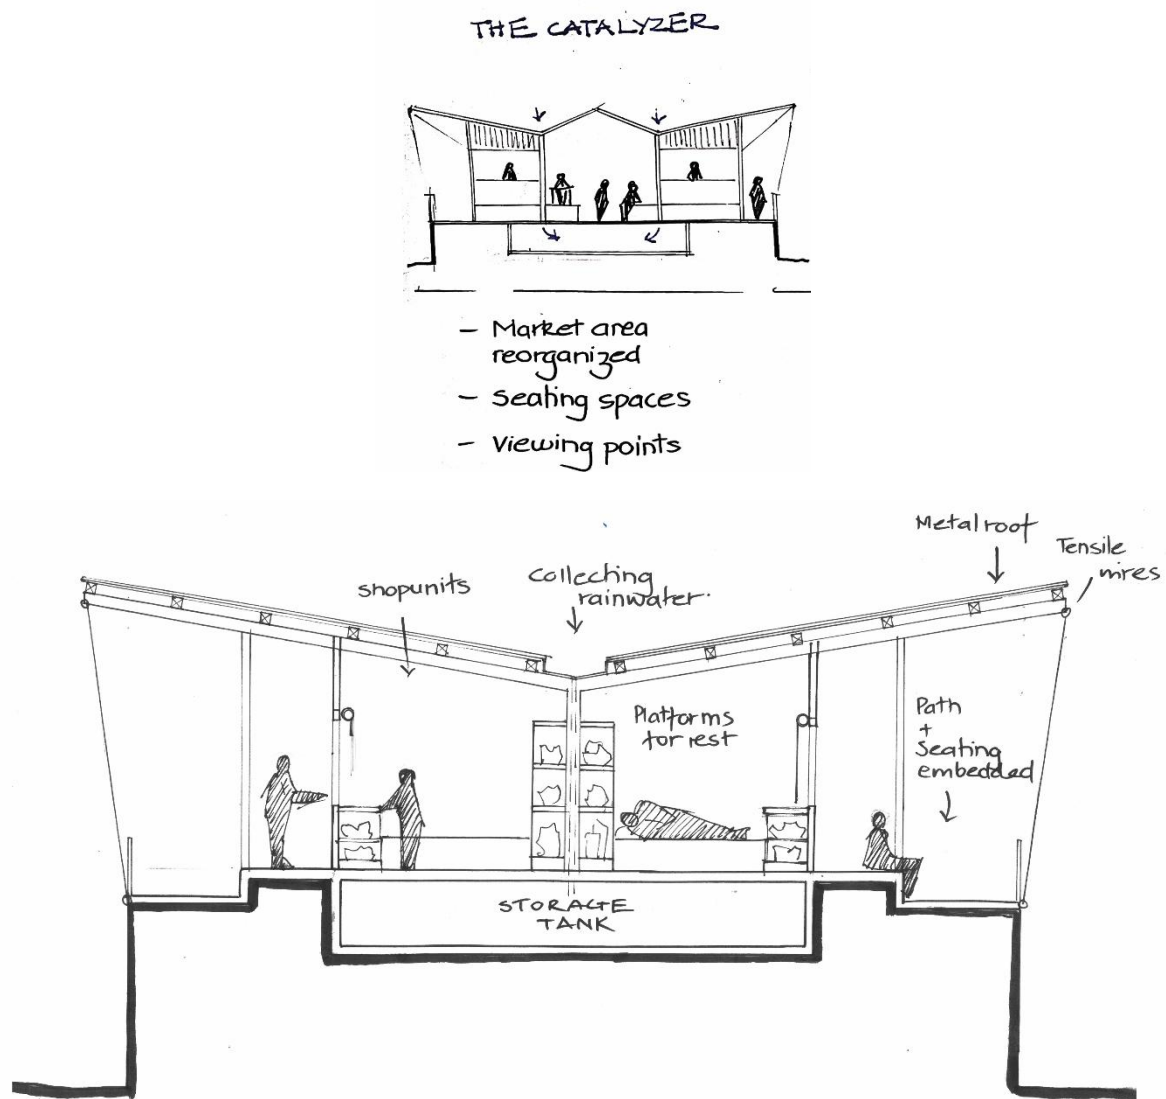 THE CATALYZER
- Market area
reorganized
- Seating spaces
- Viewing points
Metal roof
Tensile
wires
shopunits
Collecting
rainwater.
Platforms
for rest
Path
+
Seating
embedded
STORAGE
TANK